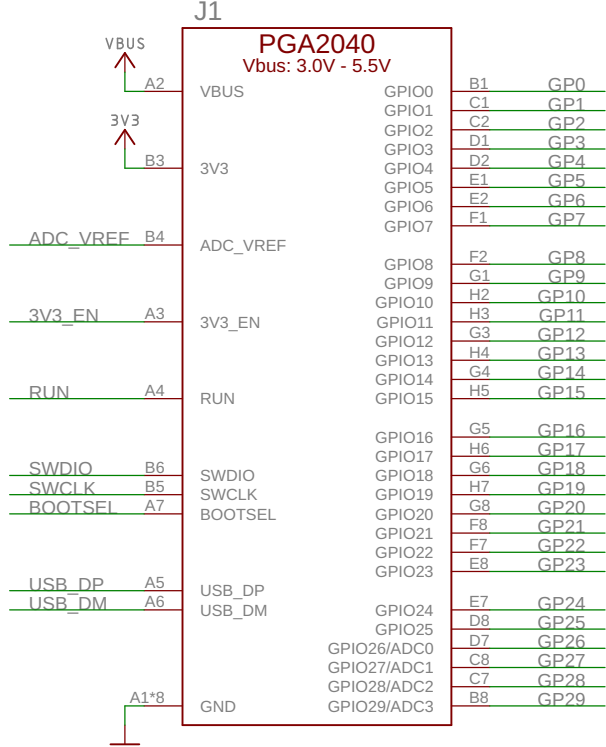 J1
PGA2040
Vbus: 3.0V - 5.5V
VBUS
A2 VBUS GPIO0 B1 GP0
GPIO1 C1 GP1
3V3 GPIO2 C2 GP2
GPIO3 D1 GP3
B3 3V3 GPIO4 D2 GP4
GPIO5 E1 GP5
GPIO6 E2 GP6
GPIO7 F1 GP7
ADC_VREF B4 ADC_VREF
GPIO8 F2 GP8
GPIO9 G1 GP9
GPIO10 H2 GP10
3V3_EN A3 3V3_EN GPIO11 H3 GP11
GPIO12 G3 GP12
GPIO13 H4 GP13
GPIO14 G4 GP14
RUN A4 RUN GPIO15 H5 GP15
GPIO16 G5 GP16
GPIO17 H6 GP17
SWDIO B6 SWDIO GPIO18 G6 GP18
SWCLK B5 SWCLK GPIO19 H7 GP19
BOOTSEL A7 BOOTSEL GPIO20 G8 GP20
GPIO21 F8 GP21
GPIO22 F7 GP22
GPIO23 E8 GP23
USB_DP A5 USB_DP
USB_DM A6 USB_DM GPIO24 E7 GP24
GPIO25 D8 GP25
GPIO26/ADC0 D7 GP26
GPIO27/ADC1 C8 GP27
GPIO28/ADC2 C7 GP28
A1*8 GND GPIO29/ADC3 B8 GP29